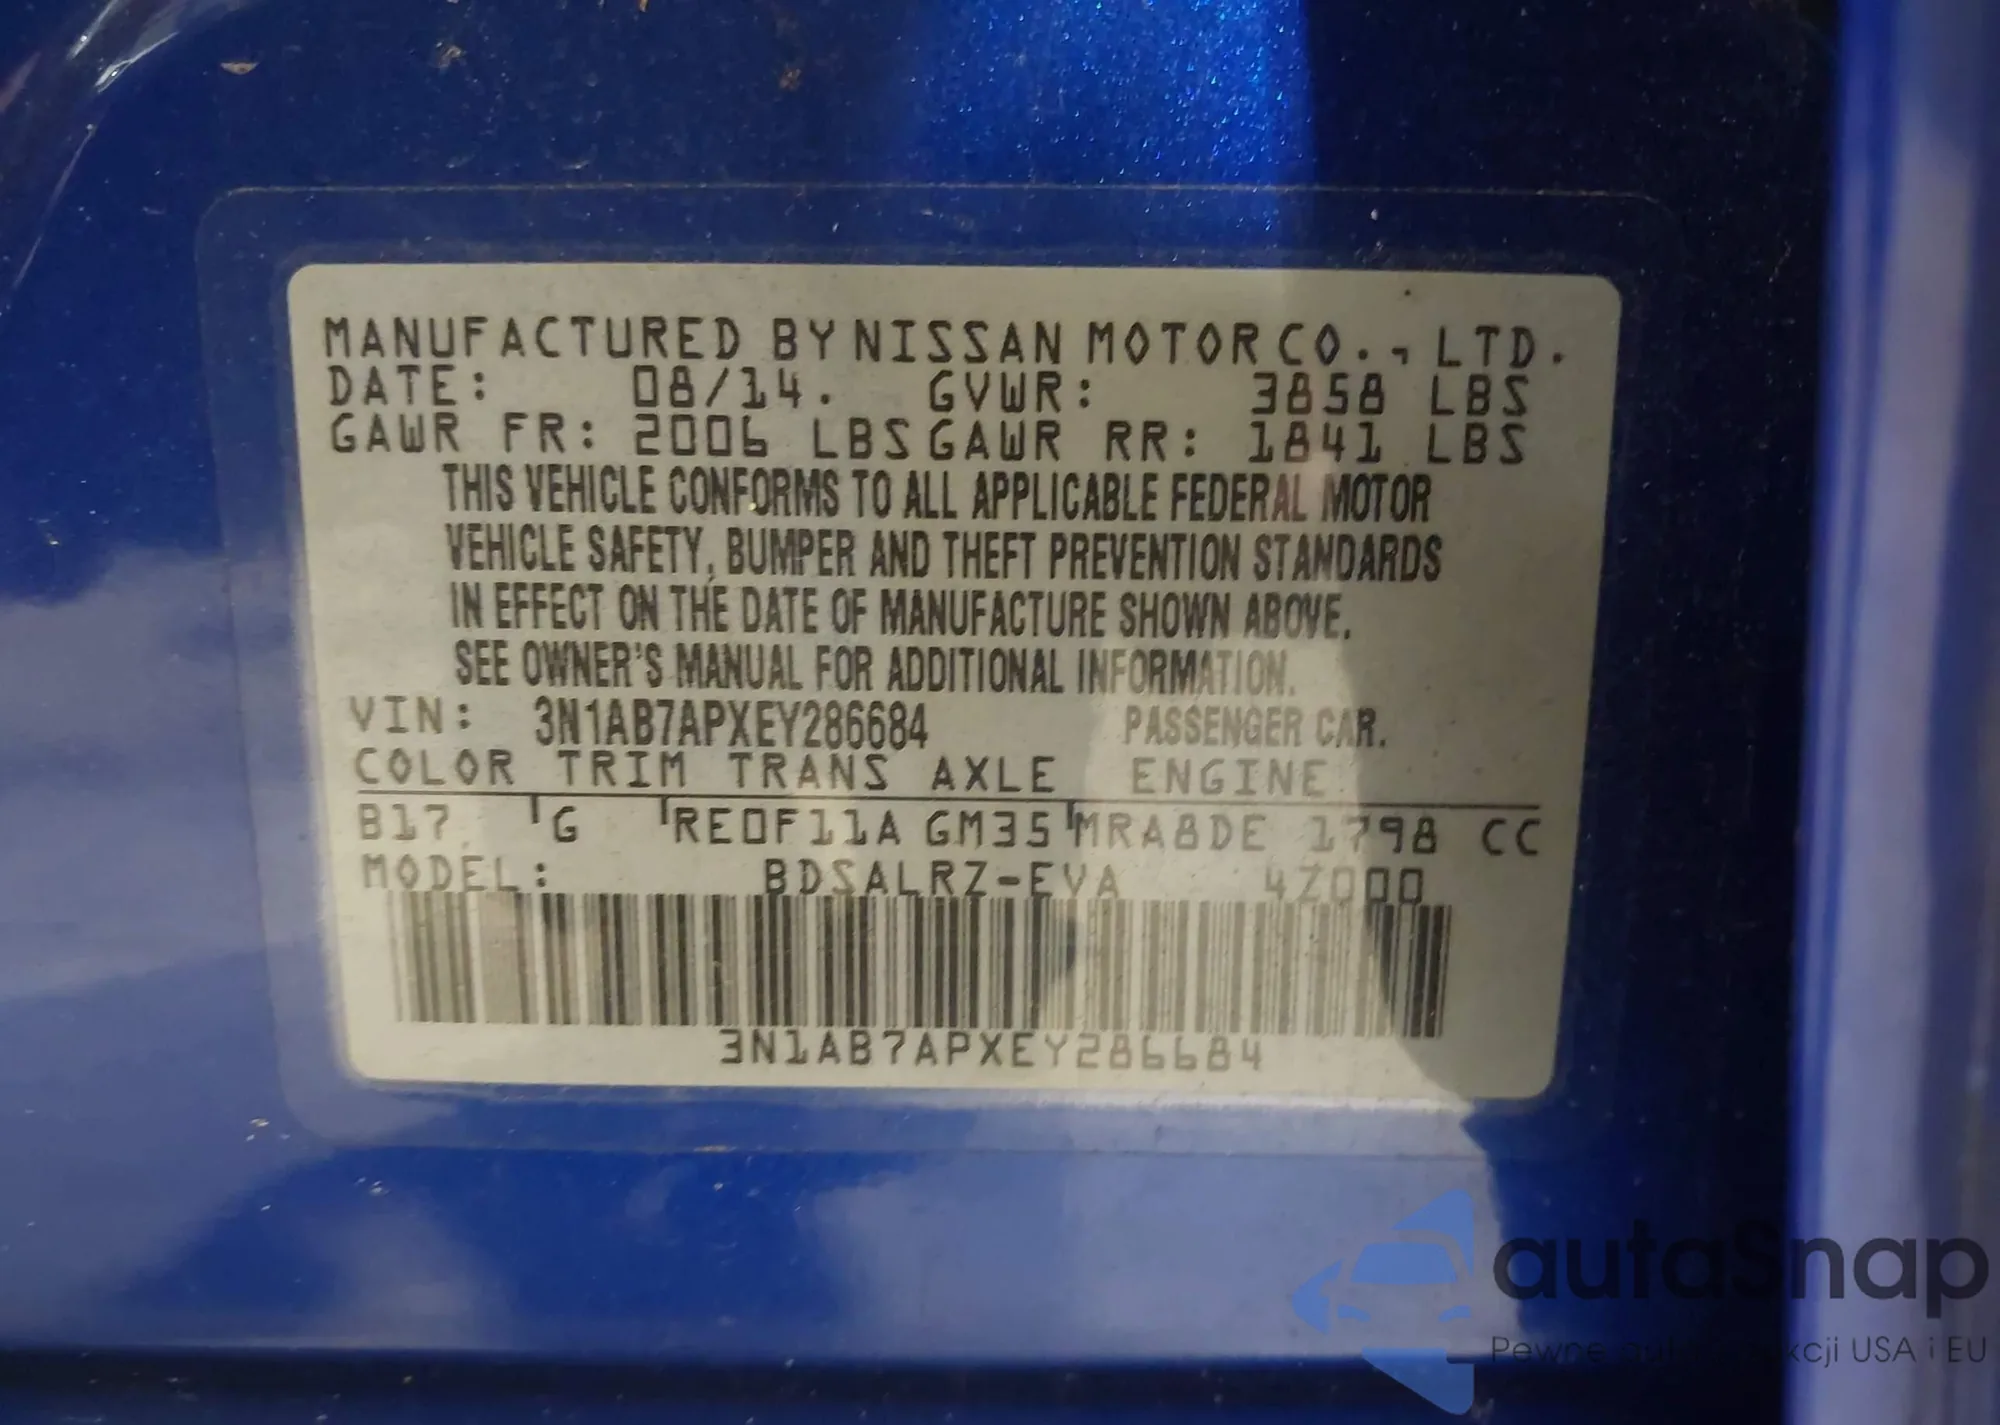 MANUFACTURED BY NISSAN MOTOR CO., LTD.
DATE: 08/14. GVWR: 3858 LBS
GAWR FR: 2006 LBS GAWR RR: 1841 LBS
THIS VEHICLE CONFORMS TO ALL APPLICABLE FEDERAL MOTOR
VEHICLE SAFETY, BUMPER AND THEFT PREVENTION STANDARDS
IN EFFECT ON THE DATE OF MANUFACTURE SHOWN ABOVE.
SEE OWNER'S MANUAL FOR ADDITIONAL INFORMATION.
VIN: 3N1AB7APXEY286684 PASSENGER CAR.
COLOR TRIM TRANS AXLE ENGINE
B17 G RE0F11A GM35 MRA8DE 1798 CC
MODEL: BDSALRZ-EVA 4Z000
3N1AB7APXEY286684
autaSnap
Pewne USA i EU